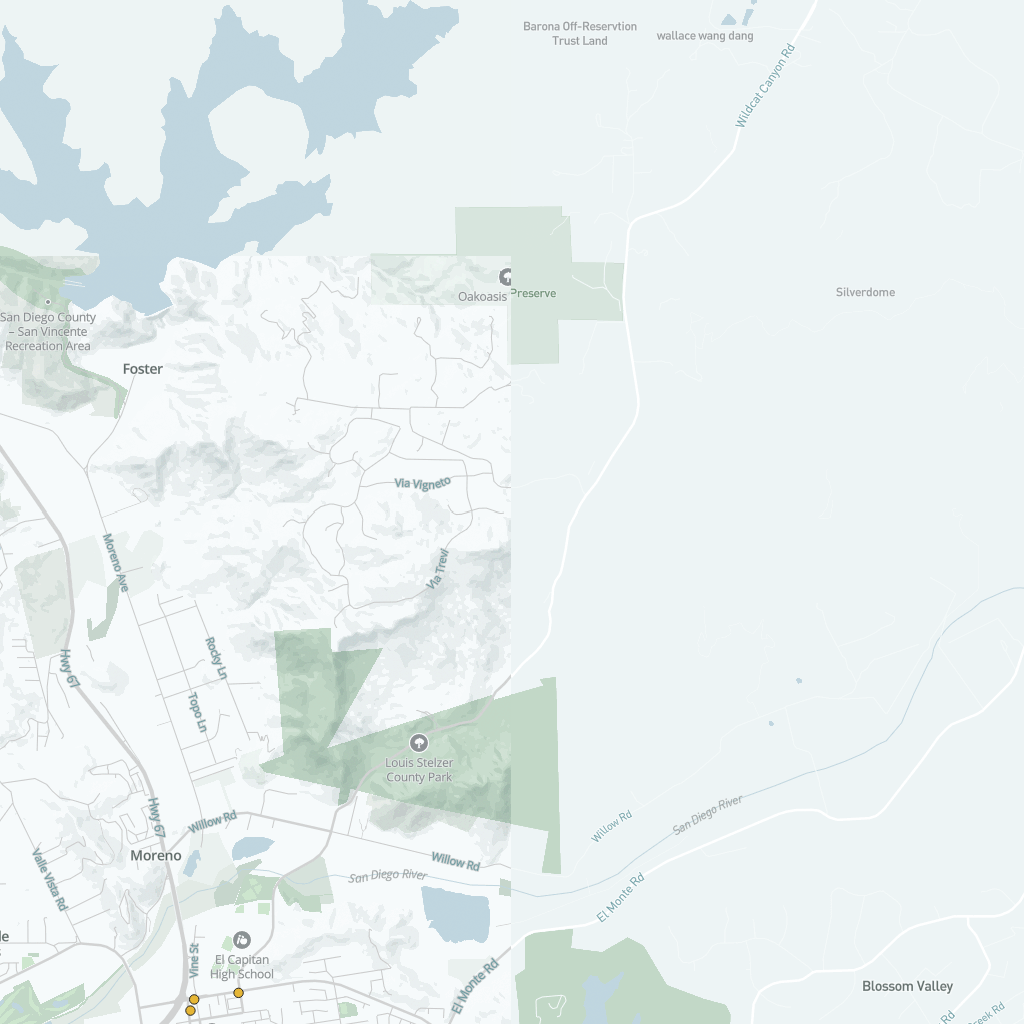 Barona Off-Reservtion
Trust Land
wallace wang dang
Wildcat Canyon Rd
Oakoasis
Preserve
Silverdome
San Diego County
– San Vincente
Recreation Area
Foster
Via Vigneto
Moreno Ave
Via Trevi
Hwy 67
Rocky Ln
Topo Ln
Louis Stelzer
County Park
Hwy 67
Willow Rd
Willow Rd
San Diego River
Moreno
Willow Rd
San Diego River
Valle Vista Rd
El Monte Rd
Vine St
El Capitan
High School
El Monte Rd
Blossom Valley
Creek Rd
Rd